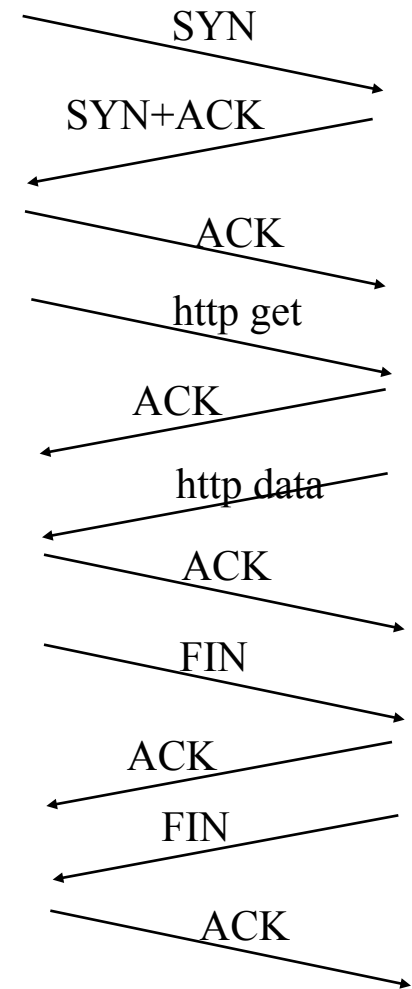 SYN
SYN+ACK
ACK
http get
ACK
http data
ACK
FIN
ACK
FIN
ACK